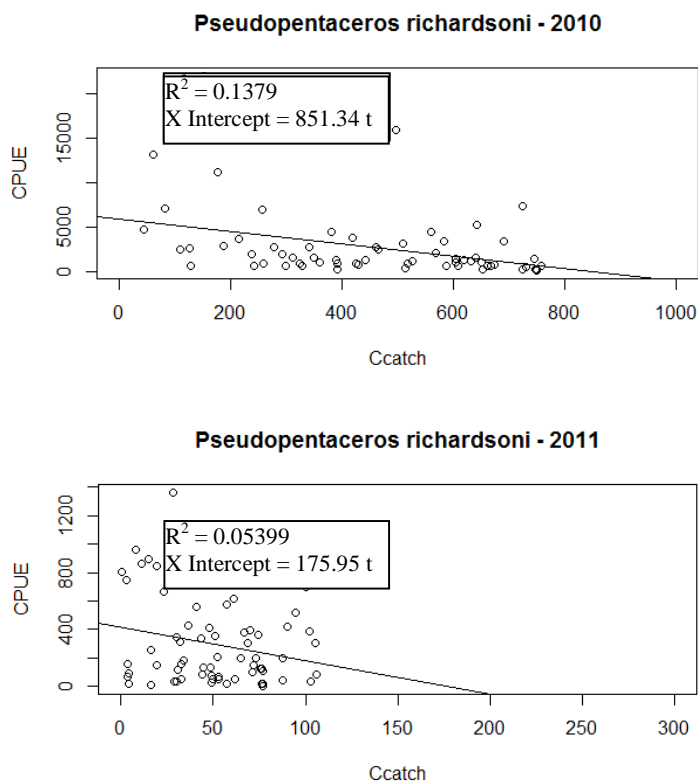 Pseudopentaceros richardsoni - 2010
R² = 0.1379
X Intercept = 851.34 t
CPUE
15000
5000
0
0 200 400 600 800 1000
Ccatch
Pseudopentaceros richardsoni - 2011
R² = 0.05399
X Intercept = 175.95 t
CPUE
1200
800
400
0
0 50 100 150 200 250 300
Ccatch